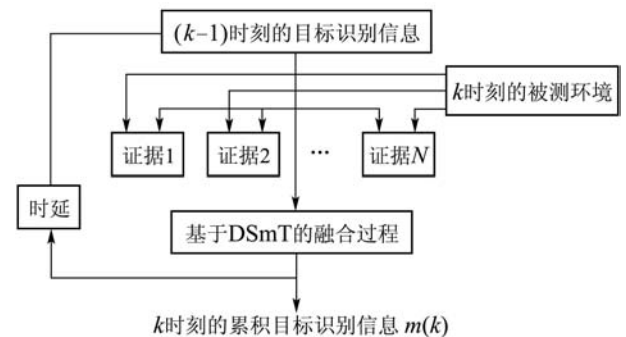 (k−1)时刻的目标识别信息
k时刻的被测环境
证据1
证据2
···
证据N
时延
基于DSmT的融合过程
k时刻的累积目标识别信息 m(k)